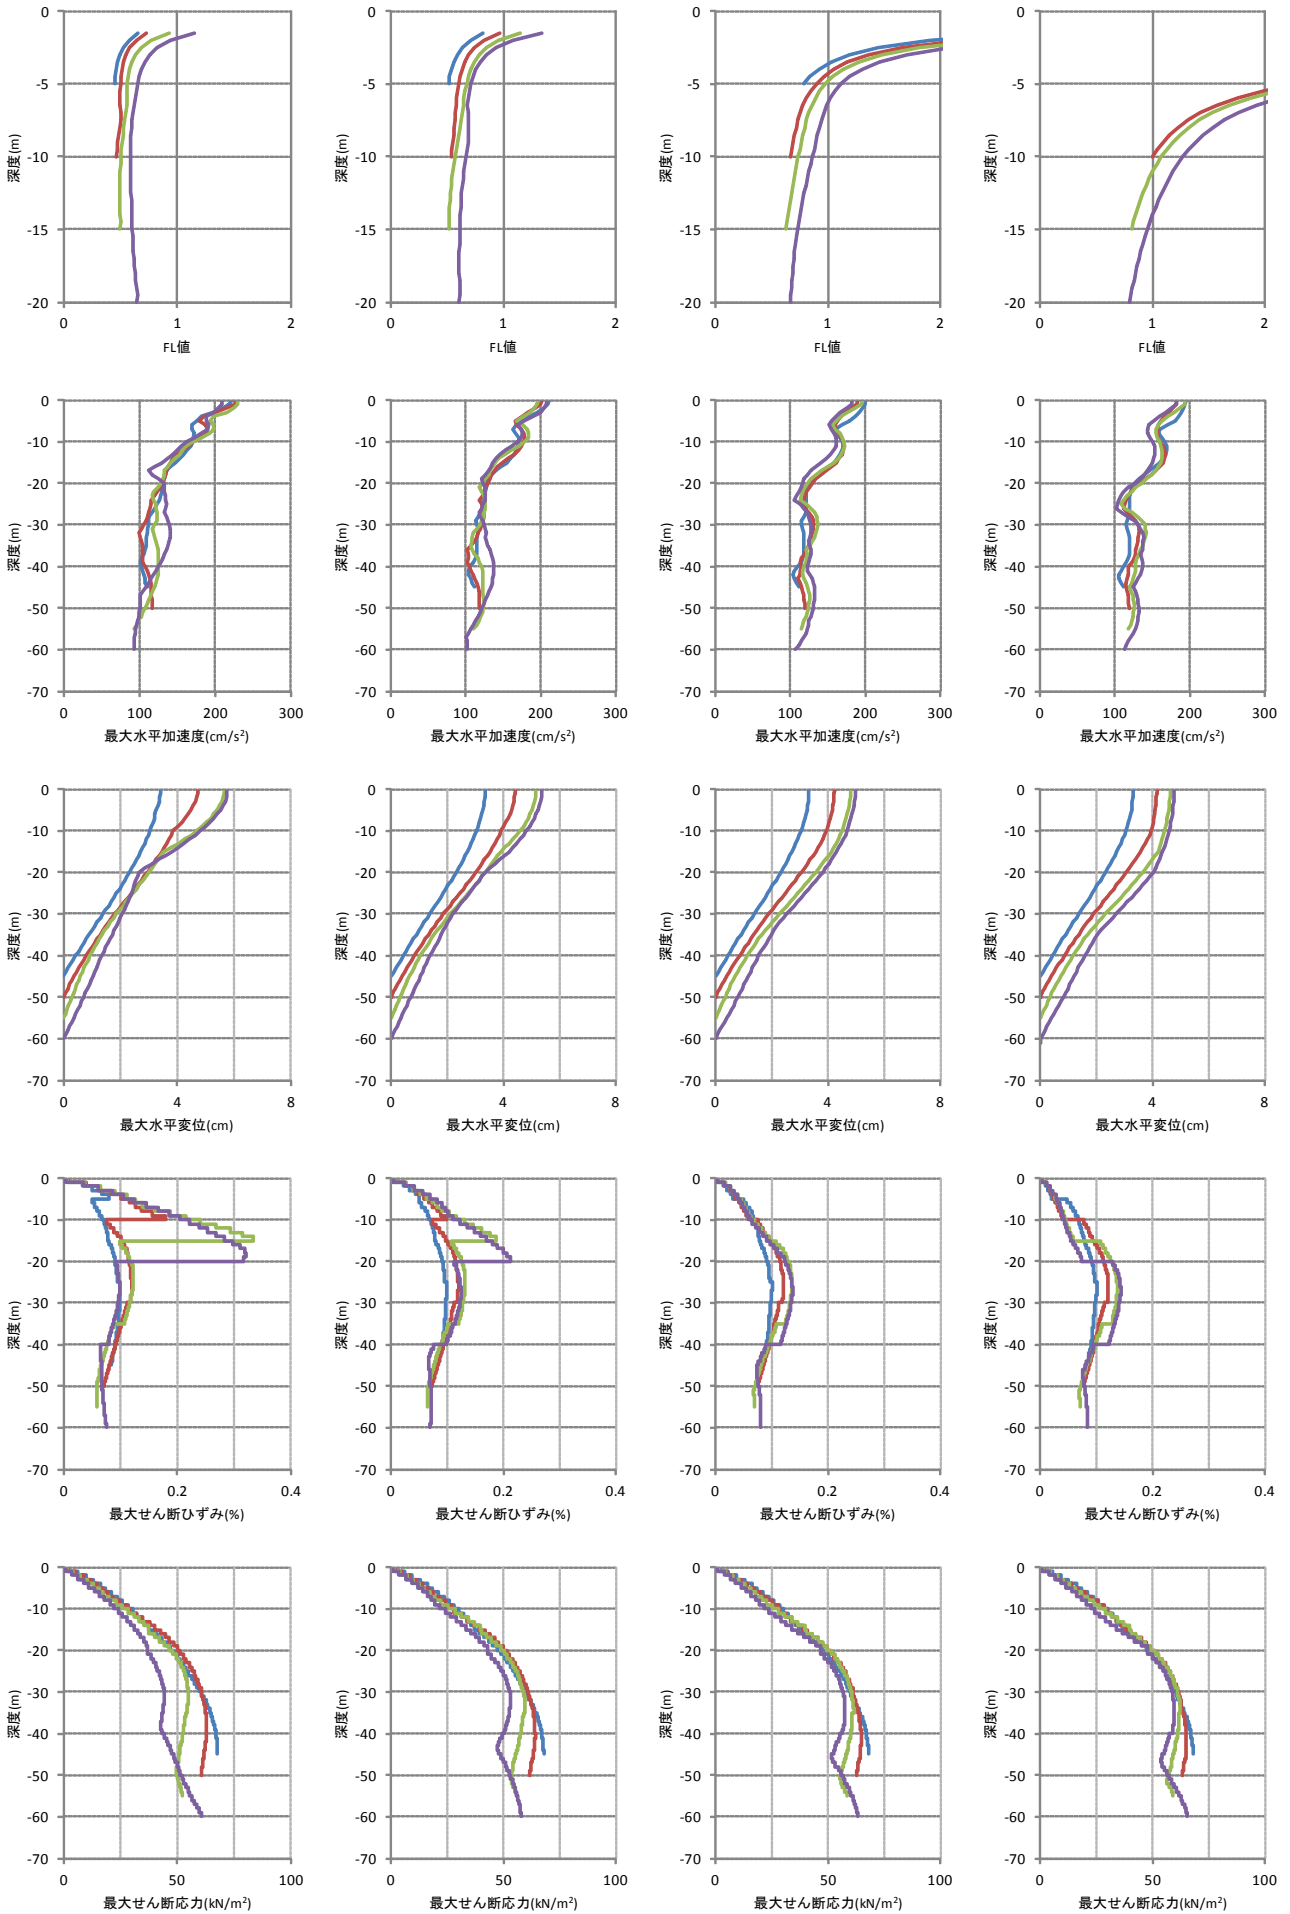 0 0 0 0
-5 -5 -5 -5
深度(m) 深度(m) 深度(m) 深度(m)
-10 -10 -10 -10
-15 -15 -15 -15
-20 -20 -20 -20
0 1 2 0 1 2 0 1 2 0 1 2
FL値 FL値 FL値 FL値
0 0 0 0
-10 -10 -10 -10
-20 -20 -20 -20
-30 -30 -30 -30
深度(m) 深度(m) 深度(m) 深度(m)
-40 -40 -40 -40
-50 -50 -50 -50
-60 -60 -60 -60
-70 -70 -70 -70
0 100 200 300 0 100 200 300 0 100 200 300 0 100 200 300
最大水平加速度(cm/s²) 最大水平加速度(cm/s²) 最大水平加速度(cm/s²) 最大水平加速度(cm/s²)
0 0 0 0
-10 -10 -10 -10
-20 -20 -20 -20
-30 -30 -30 -30
深度(m) 深度(m) 深度(m) 深度(m)
-40 -40 -40 -40
-50 -50 -50 -50
-60 -60 -60 -60
-70 -70 -70 -70
0 4 8 0 4 8 0 4 8 0 4 8
最大水平変位(cm) 最大水平変位(cm) 最大水平変位(cm) 最大水平変位(cm)
0 0 0 0
-10 -10 -10 -10
-20 -20 -20 -20
-30 -30 -30 -30
深度(m) 深度(m) 深度(m) 深度(m)
-40 -40 -40 -40
-50 -50 -50 -50
-60 -60 -60 -60
-70 -70 -70 -70
0 0.2 0.4 0 0.2 0.4 0 0.2 0.4 0 0.2 0.4
最大せん断ひずみ(%) 最大せん断ひずみ(%) 最大せん断ひずみ(%) 最大せん断ひずみ(%)
0 0 0 0
-10 -10 -10 -10
-20 -20 -20 -20
-30 -30 -30 -30
深度(m) 深度(m) 深度(m) 深度(m)
-40 -40 -40 -40
-50 -50 -50 -50
-60 -60 -60 -60
-70 -70 -70 -70
0 50 100 0 50 100 0 50 100 0 50 100
最大せん断応力(kN/m²) 最大せん断応力(kN/m²) 最大せん断応力(kN/m²) 最大せん断応力(kN/m²)